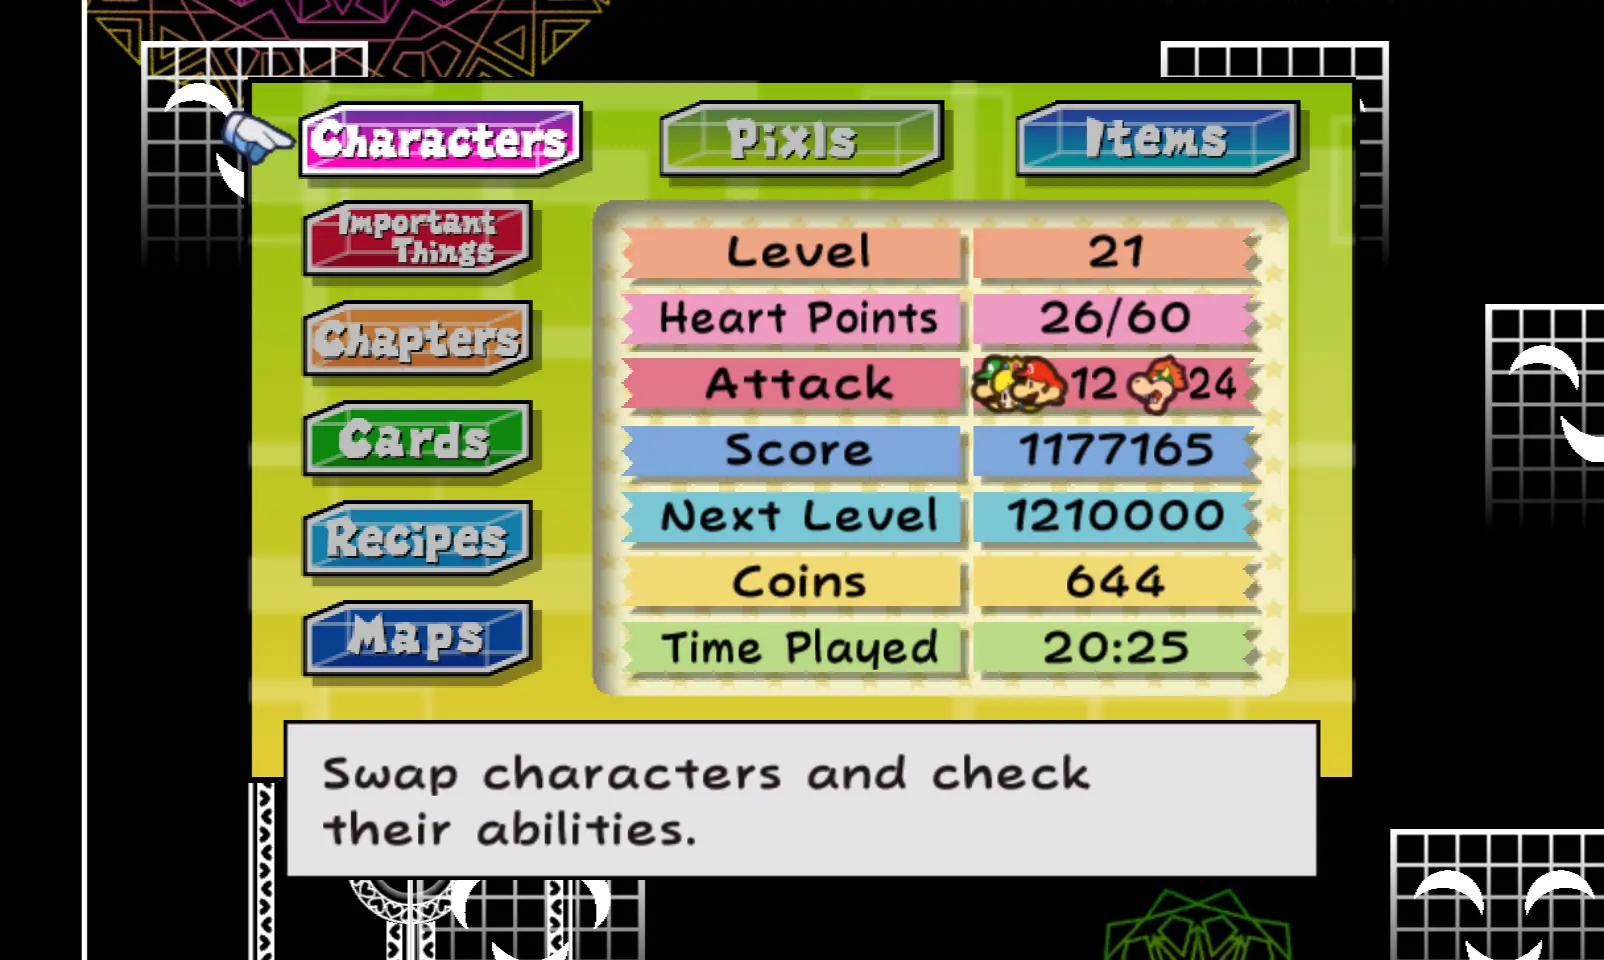 Characters
Pixls
Items
Important
Things
Chapters
Cards
Recipes
Maps
Level 21
Heart Points 26/60
Attack 12 24
Score 1177165
Next Level 1210000
Coins 644
Time Played 20:25
Swap characters and check
their abilities.